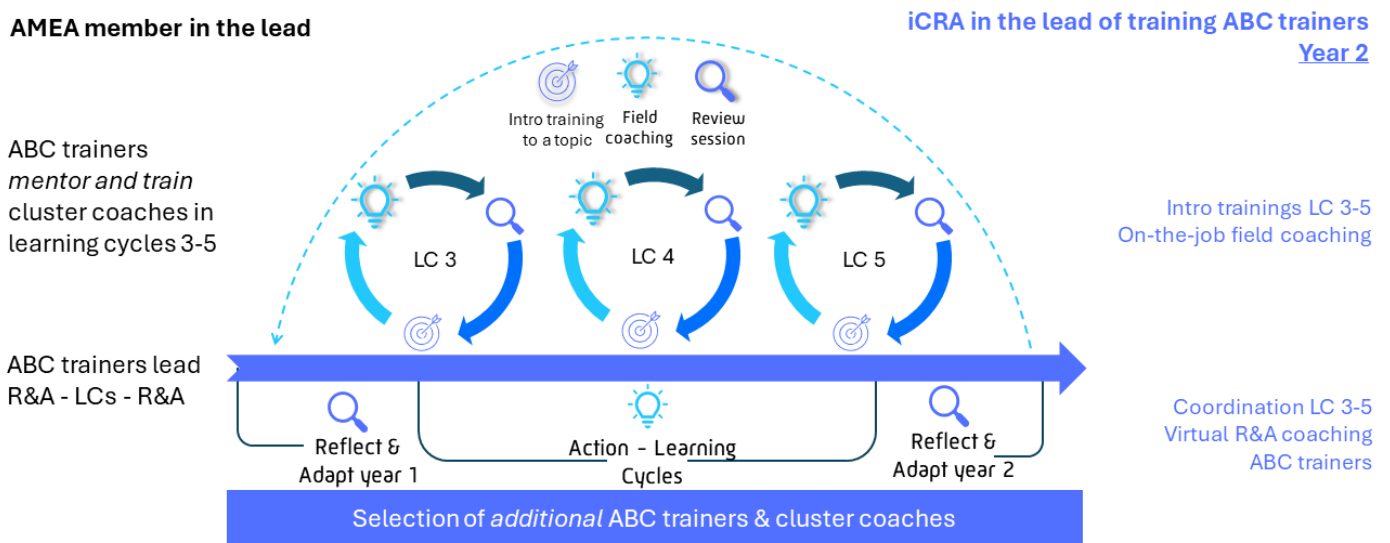 AMEA member in the lead
iCRA in the lead of training ABC trainers
Year 2
Intro training
to a topic
Field
coaching
Review
session
ABC trainers
mentor and train
cluster coaches in
learning cycles 3-5
LC 3
LC 4
LC 5
Intro trainings LC 3-5
On-the-job field coaching
ABC trainers lead
R&A - LCs - R&A
Reflect &
Adapt year 1
Action - Learning
Cycles
Reflect &
Adapt year 2
Coordination LC 3-5
Virtual R&A coaching
ABC trainers
Selection of additional ABC trainers & cluster coaches